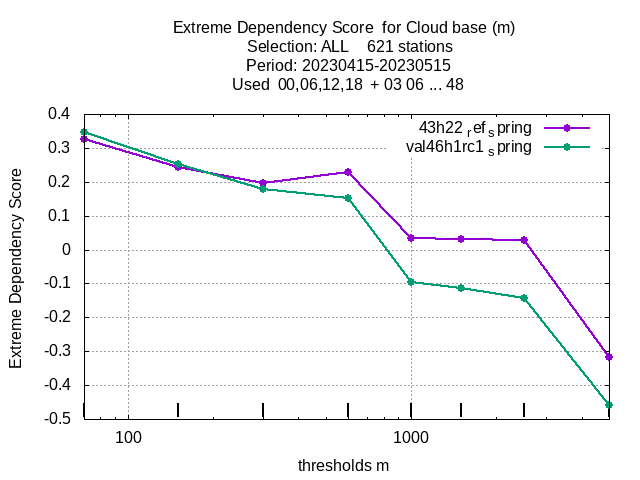 Extreme Dependency Score  for Cloud base (m)
Selection: ALL    621 stations
Period: 20230415-20230515
Used  00,06,12,18  + 03 06 ... 48
43h22 ref spring
val46h1rc1 spring
Extreme Dependency Score
0.4
0.3
0.2
0.1
0
-0.1
-0.2
-0.3
-0.4
-0.5
100 1000
thresholds m